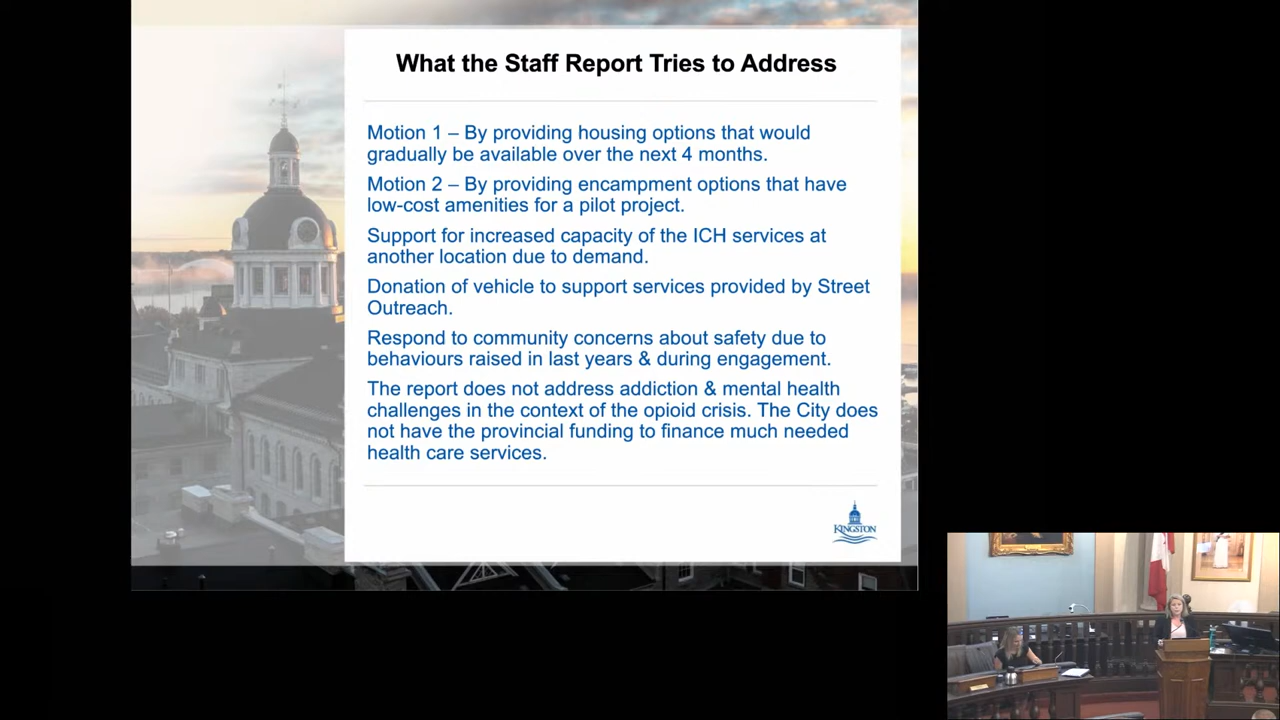 What the Staff Report Tries to Address
Motion 1 – By providing housing options that would
gradually be available over the next 4 months.
Motion 2 – By providing encampment options that have
low-cost amenities for a pilot project.
Support for increased capacity of the ICH services at
another location due to demand.
Donation of vehicle to support services provided by Street
Outreach.
Respond to community concerns about safety due to
behaviours raised in last years & during engagement.
The report does not address addiction & mental health
challenges in the context of the opioid crisis. The City does
not have the provincial funding to finance much needed
health care services.
KINGSTON